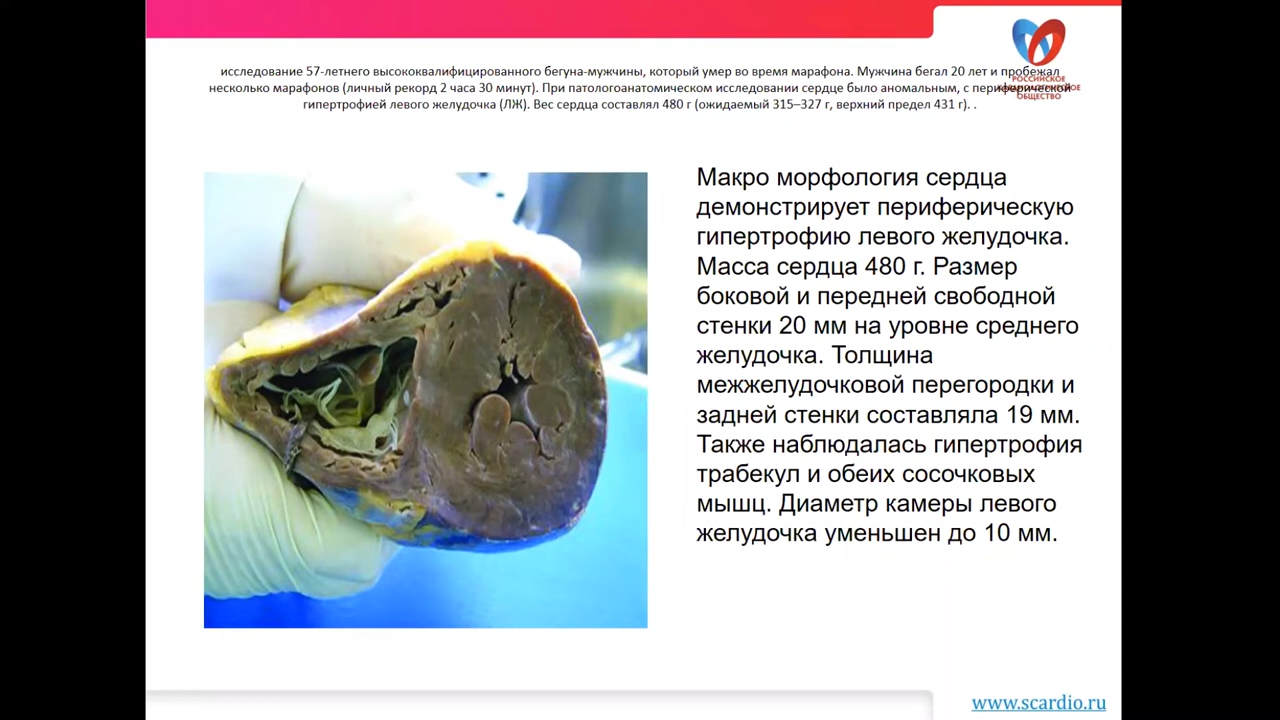 исследование 57-летнего высококвалифицированного бегуна-мужчины, который умер во время марафона. Мужчина бегал 20 лет и пробежал
несколько марафонов (личный рекорд 2 часа 30 минут). При патологоанатомическом исследовании сердце было аномальным, с периферической
гипертрофией левого желудочка (ЛЖ). Вес сердца составлял 480 г (ожидаемый 315–327 г, верхний предел 431 г). .
РОССИЙСКОЕ
ОБЩЕСТВО
Макро морфология сердца
демонстрирует периферическую
гипертрофию левого желудочка.
Масса сердца 480 г. Размер
боковой и передней свободной
стенки 20 мм на уровне среднего
желудочка. Толщина
межжелудочковой перегородки и
задней стенки составляла 19 мм.
Также наблюдалась гипертрофия
трабекул и обеих сосочковых
мышц. Диаметр камеры левого
желудочка уменьшен до 10 мм.
www.scardio.ru